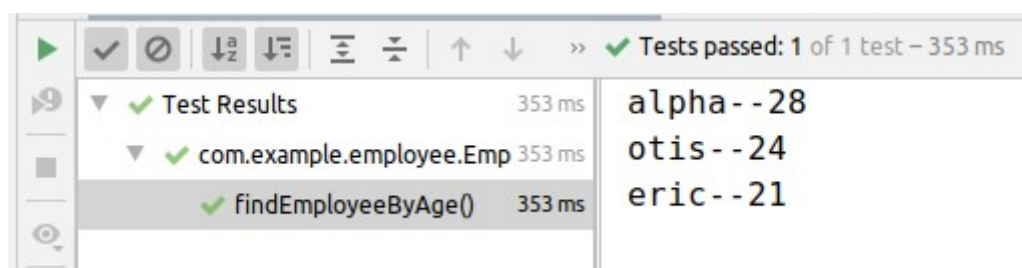 Tests passed: 1 of 1 test – 353 ms
Test Results 353 ms
com.example.employee.Emp 353 ms
findEmployeeByAge() 353 ms
alpha--28
otis--24
eric--21